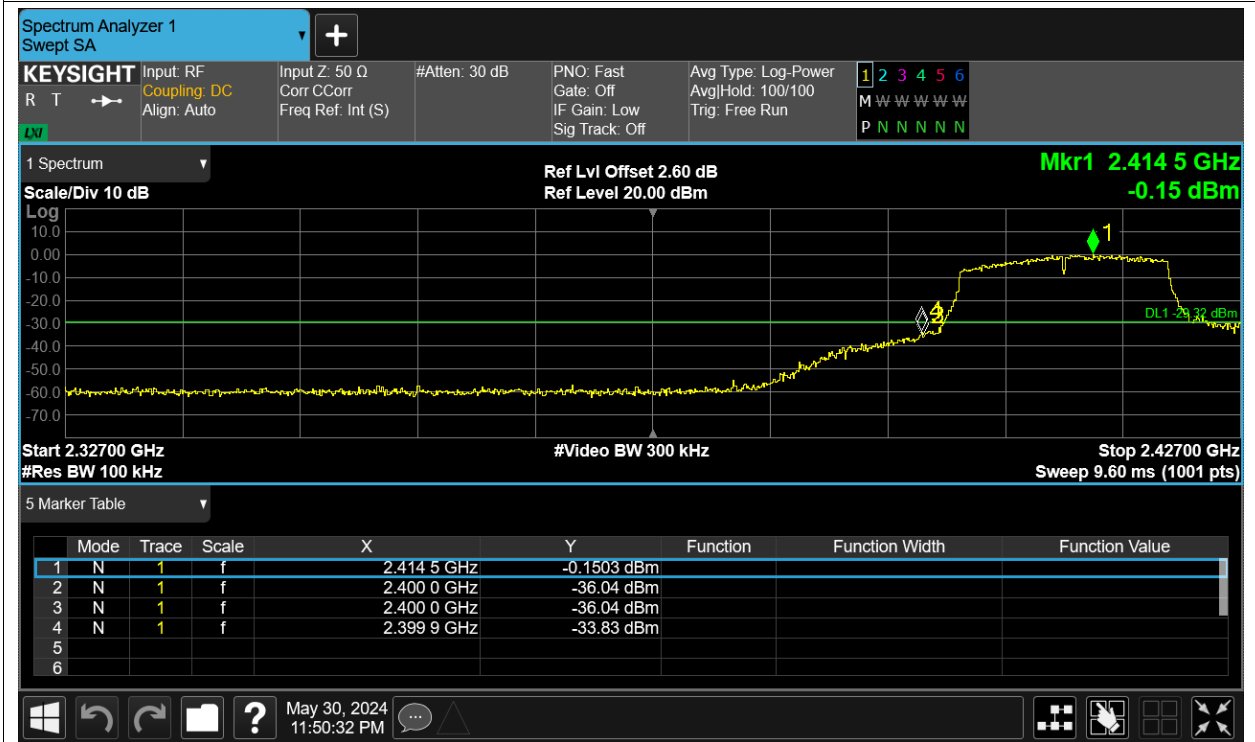 Spectrum Analyzer 1
Swept SA
+
KEYSIGHT
R T
LXI
Input: RF
Coupling: DC
Align: Auto
Input Z: 50 Ω
Corr CCorr
Freq Ref: Int (S)
#Atten: 30 dB
PNO: Fast
Gate: Off
IF Gain: Low
Sig Track: Off
Avg Type: Log-Power
Avg|Hold: 100/100
Trig: Free Run
1 2 3 4 5 6
M W W W W W
P N N N N N
1 Spectrum
Scale/Div 10 dB
Ref Lvl Offset 2.60 dB
Ref Level 20.00 dBm
Mkr1 2.414 5 GHz
-0.15 dBm
Log
10.0
0.00
-10.0
-20.0
-30.0
-40.0
-50.0
-60.0
-70.0
1
DL1 -29.32 dBm
Start 2.32700 GHz
#Res BW 100 kHz
#Video BW 300 kHz
Stop 2.42700 GHz
Sweep 9.60 ms (1001 pts)
5 Marker Table
Mode Trace Scale X Y Function Function Width Function Value
1 N 1 f 2.414 5 GHz -0.1503 dBm
2 N 1 f 2.400 0 GHz -36.04 dBm
3 N 1 f 2.400 0 GHz -36.04 dBm
4 N 1 f 2.399 9 GHz -33.83 dBm
5
6
?
May 30, 2024
11:50:32 PM